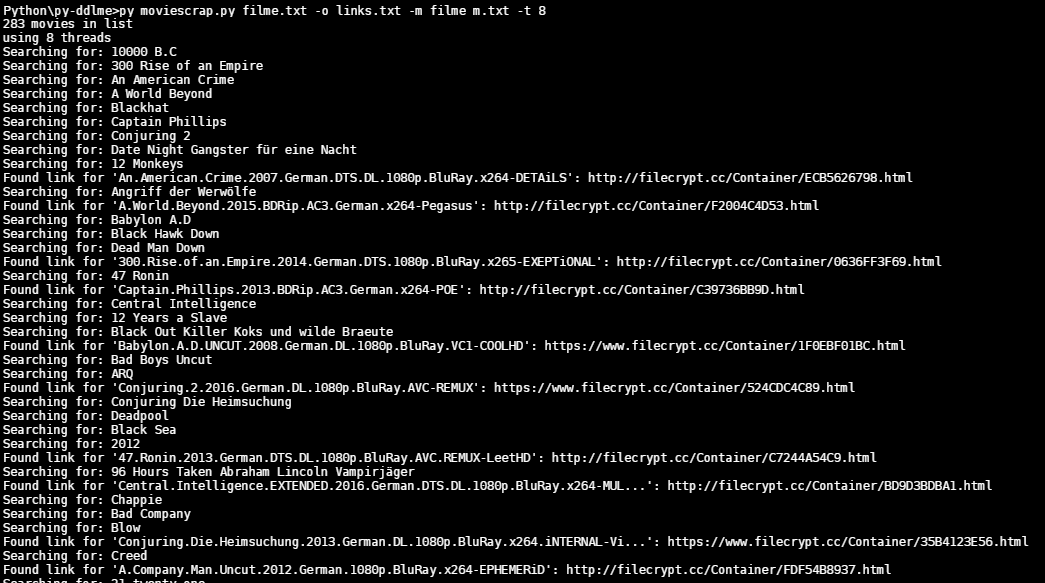 Python\py-ddlme>py moviescrap.py filme.txt -o links.txt -m filme m.txt -t 8
283 movies in list
using 8 threads
Searching for: 10000 B.C
Searching for: 300 Rise of an Empire
Searching for: An American Crime
Searching for: A World Beyond
Searching for: Blackhat
Searching for: Captain Phillips
Searching for: Conjuring 2
Searching for: Date Night Gangster für eine Nacht
Searching for: 12 Monkeys
Found link for 'An.American.Crime.2007.German.DTS.DL.1080p.BluRay.x264-DETAiLS': http://filecrypt.cc/Container/ECB5626798.html
Searching for: Angriff der Werwölfe
Found link for 'A.World.Beyond.2015.BDRip.AC3.German.x264-Pegasus': http://filecrypt.cc/Container/F2004C4D53.html
Searching for: Babylon A.D
Searching for: Black Hawk Down
Searching for: Dead Man Down
Found link for '300.Rise.of.an.Empire.2014.German.DTS.1080p.BluRay.x265-EXEPTiONAL': http://filecrypt.cc/Container/0636FF3F69.html
Searching for: 47 Ronin
Found link for 'Captain.Phillips.2013.BDRip.AC3.German.x264-POE': http://filecrypt.cc/Container/C39736BB9D.html
Searching for: Central Intelligence
Searching for: 12 Years a Slave
Searching for: Black Out Killer Koks und wilde Braeute
Found link for 'Babylon.A.D.UNCUT.2008.German.DL.1080p.BluRay.VC1-COOLHD': https://www.filecrypt.cc/Container/1F0EBF01BC.html
Searching for: Bad Boys Uncut
Searching for: ARQ
Found link for 'Conjuring.2.2016.German.DL.1080p.BluRay.AVC-REMUX': https://www.filecrypt.cc/Container/524CDC4C89.html
Searching for: Conjuring Die Heimsuchung
Searching for: Deadpool
Searching for: Black Sea
Searching for: 2012
Found link for '47.Ronin.2013.German.DTS.DL.1080p.BluRay.AVC.REMUX-LeetHD': http://filecrypt.cc/Container/C7244A54C9.html
Searching for: 96 Hours Taken Abraham Lincoln Vampirjäger
Found link for 'Central.Intelligence.EXTENDED.2016.German.DTS.DL.1080p.BluRay.x264-MUL...': http://filecrypt.cc/Container/BD9D3BDBA1.html
Searching for: Chappie
Searching for: Bad Company
Searching for: Blow
Found link for 'Conjuring.Die.Heimsuchung.2013.German.DL.1080p.BluRay.x264.iNTERNAL-Vi...': https://www.filecrypt.cc/Container/35B4123E56.html
Searching for: Creed
Found link for 'A.Company.Man.Uncut.2012.German.1080p.BluRay.x264-EPHEMERiD': http://filecrypt.cc/Container/FDF54B8937.html
Searching for: 21 twenty one